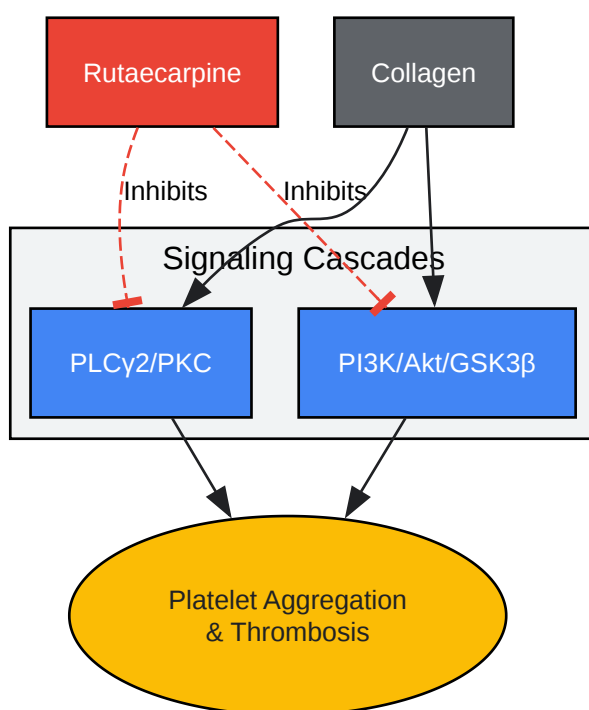 Rutaecarpine
Collagen
Inhibits
Inhibits
Signaling Cascades
PLCγ2/PKC
PI3K/Akt/GSK3β
Platelet Aggregation
& Thrombosis